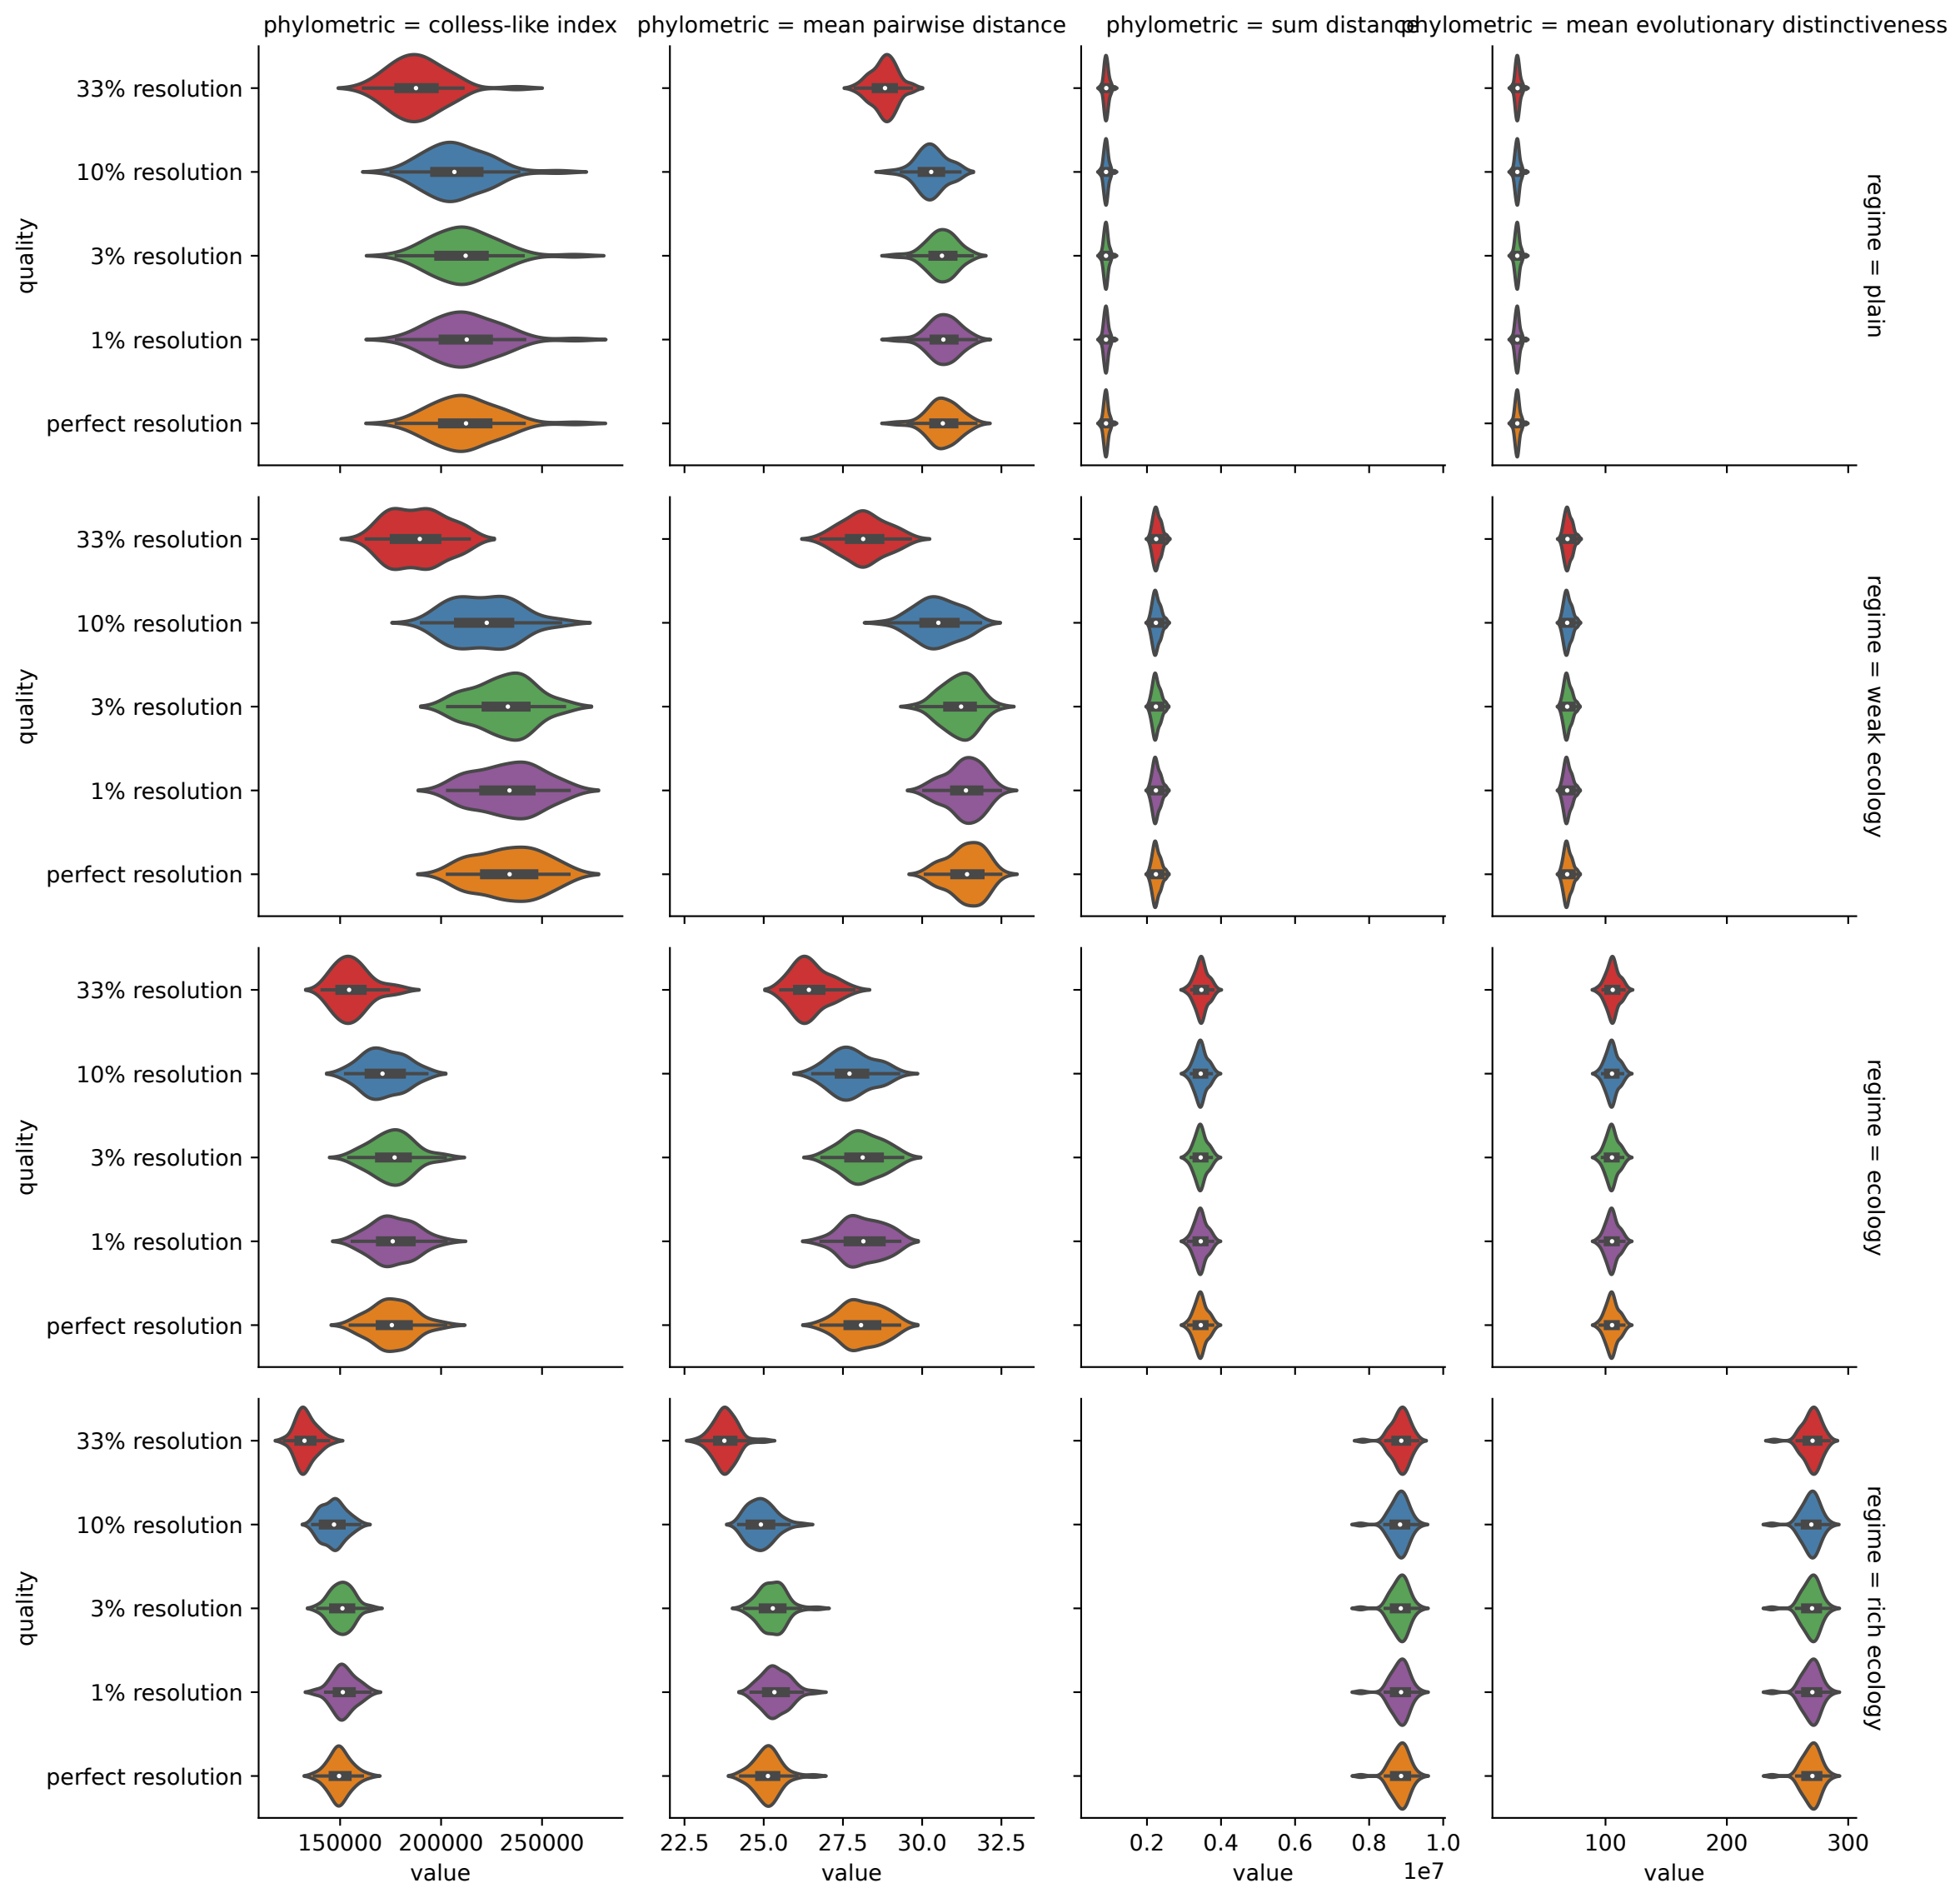 phylometric = colless-like index
phylometric = mean pairwise distance
phylometric = sum distance
phylometric = mean evolutionary distinctiveness
quality
33% resolution
10% resolution
3% resolution
1% resolution
perfect resolution
regime = plain
quality
33% resolution
10% resolution
3% resolution
1% resolution
perfect resolution
regime = weak ecology
quality
33% resolution
10% resolution
3% resolution
1% resolution
perfect resolution
regime = ecology
quality
33% resolution
10% resolution
3% resolution
1% resolution
perfect resolution
regime = rich ecology
150000 200000 250000
value
22.5 25.0 27.5 30.0 32.5
value
0.2 0.4 0.6 0.8 1.0
1e7
value
100 200 300
value